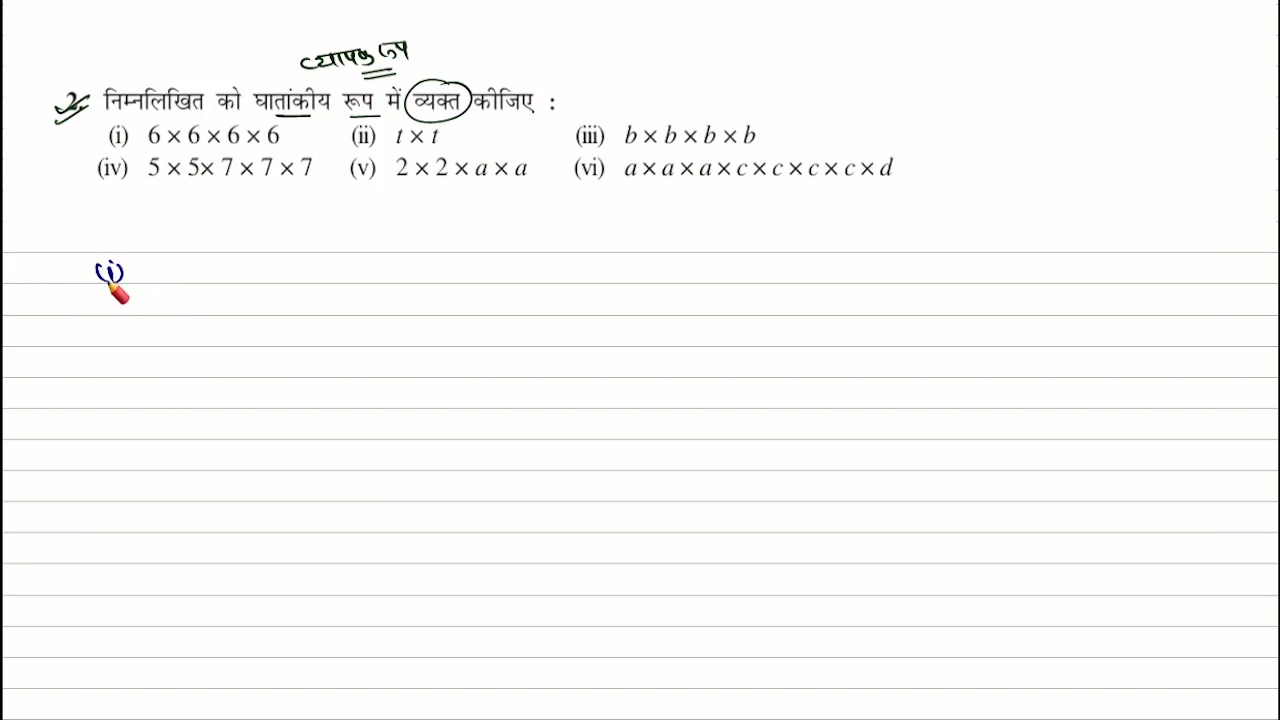 व्यापक रूप
2. निम्नलिखित को घातांकीय रूप में व्यक्त कीजिए :
(i) 6 × 6 × 6 × 6 (ii) t × t (iii) b × b × b × b
(iv) 5 × 5× 7 × 7 × 7 (v) 2 × 2 × a × a (vi) a × a × a × c × c × c × c × d
(i)